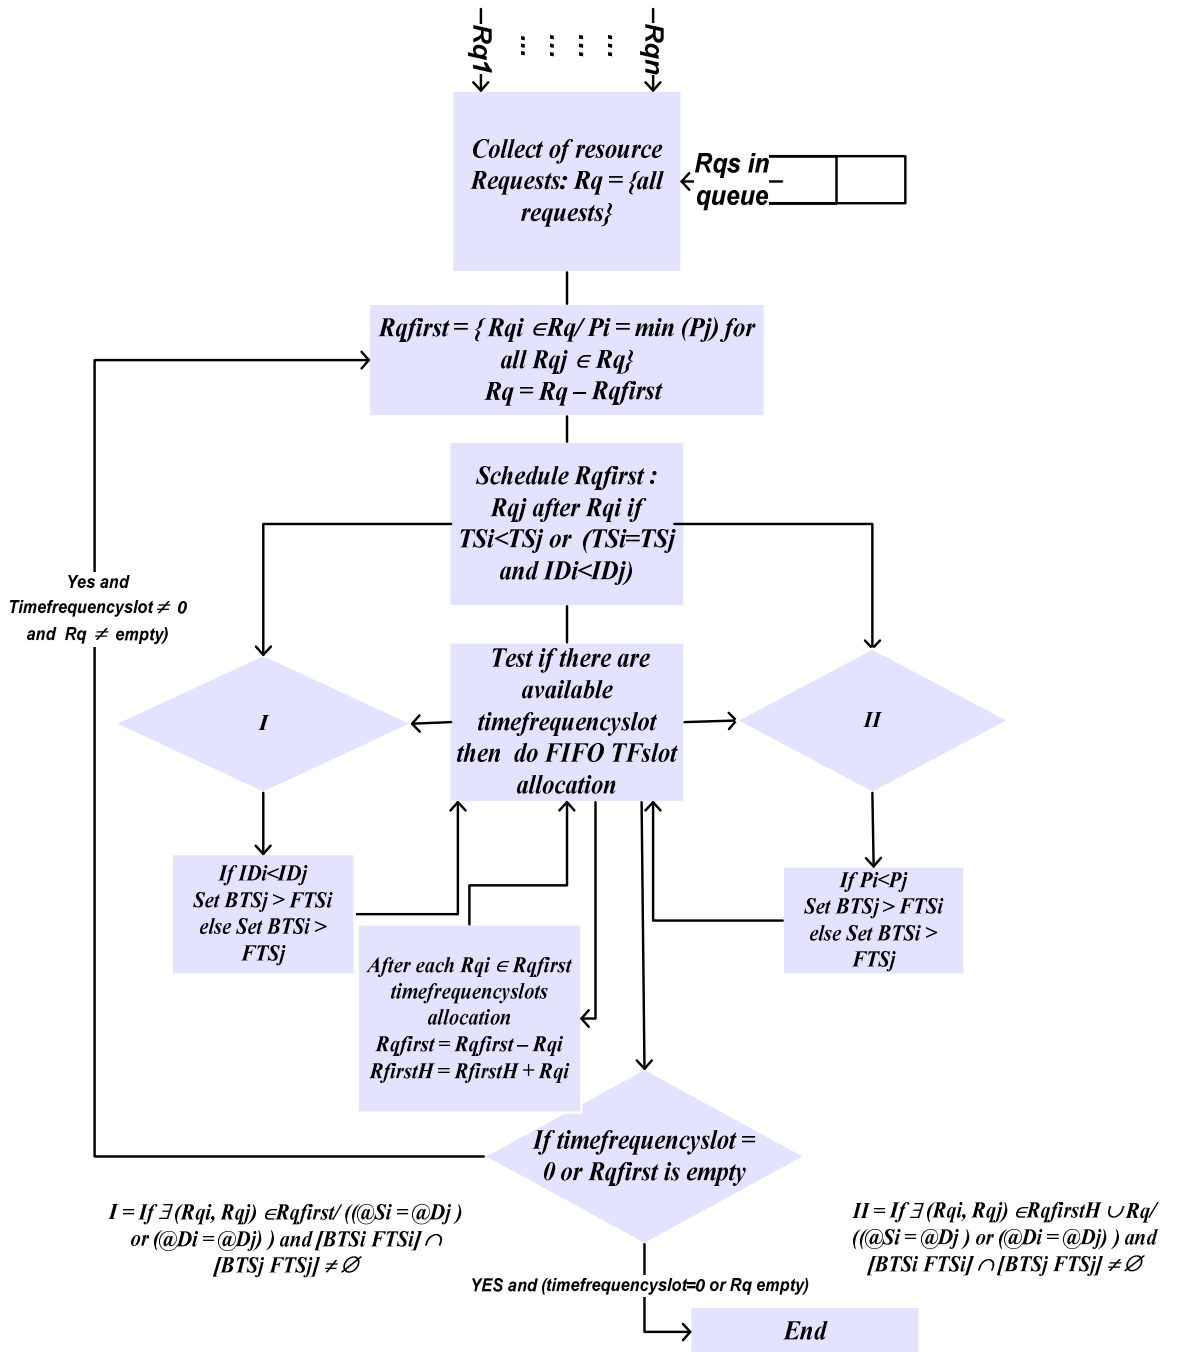 Rq1
... ... ... ...
Rqn
Collect of resource
Requests: Rq = {all
requests}
Rqs in
queue
Rqfirst = { Rqi ∈Rq/ Pi = min (Pj) for
all Rqj ∈ Rq}
Rq = Rq – Rqfirst
Schedule Rqfirst :
Rqj after Rqi if
TSi<TSj or (TSi=TSj
and IDi<IDj)
Yes and
Timefrequencyslot ≠ 0
and Rq ≠ empty)
Test if there are
available
timefrequencyslot
then do FIFO TFslot
allocation
I
II
If IDi<IDj
Set BTSj > FTSi
else Set BTSi >
FTSj
If Pi<Pj
Set BTSj > FTSi
else Set BTSi >
FTSj
After each Rqi ∈ Rqfirst
timefrequencyslots
allocation
Rqfirst = Rqfirst – Rqi
RfirstH = RfirstH + Rqi
If timefrequencyslot =
0 or Rqfirst is empty
I = If ∃ (Rqi, Rqj) ∈Rqfirst/ ((@Si = @Dj )
or (@Di = @Dj) ) and [BTSi FTSi] ∩
[BTSj FTSj] ≠ ∅
II = If ∃ (Rqi, Rqj) ∈RqfirstH ∪ Rq/
((@Si = @Dj ) or (@Di = @Dj) ) and
[BTSi FTSi] ∩ [BTSj FTSj] ≠ ∅
YES and (timefrequencyslot=0 or Rq empty)
End